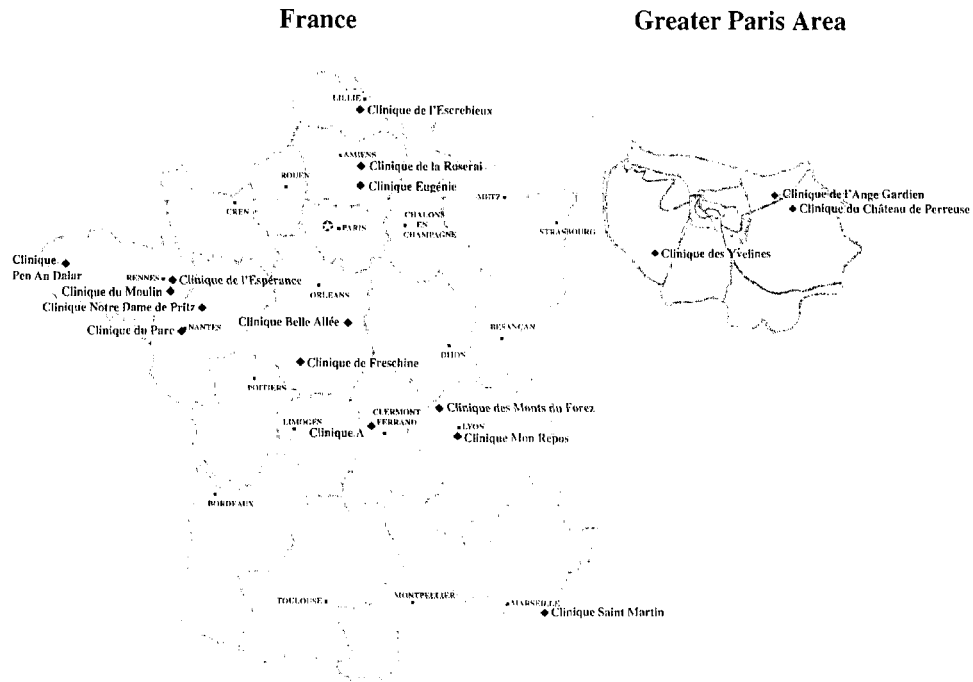 France
Greater Paris Area
LILLIE
Clinique de l'Escrebieux
AMIENS
Clinique de la Roserai
ROUEN
Clinique Eugénie
METZ
Clinique de l'Ange Gardien
CREN
CHALONS
EN
CHAMPAGNE
Clinique du Château de Perreuse
PARIS
STRASBOURG
Clinique
Pen An Dalar
Clinique des Yvelines
RENNES
Clinique de l'Espérance
Clinique du Moulin
ORLEANS
Clinique Notre Dame de Pritz
Clinique Belle Allée
Clinique du Parc
NANTES
BESANÇAN
DIJON
Clinique de Freschine
POITIERS
Clinique des Monts du Forez
LIMOGES
CLERMONT
FERRAND
LYON
Clinique A
Clinique Mon Repos
BORDEAUX
TOULOUSE
MONTPELLIER
MARSEILLE
Clinique Saint Martin